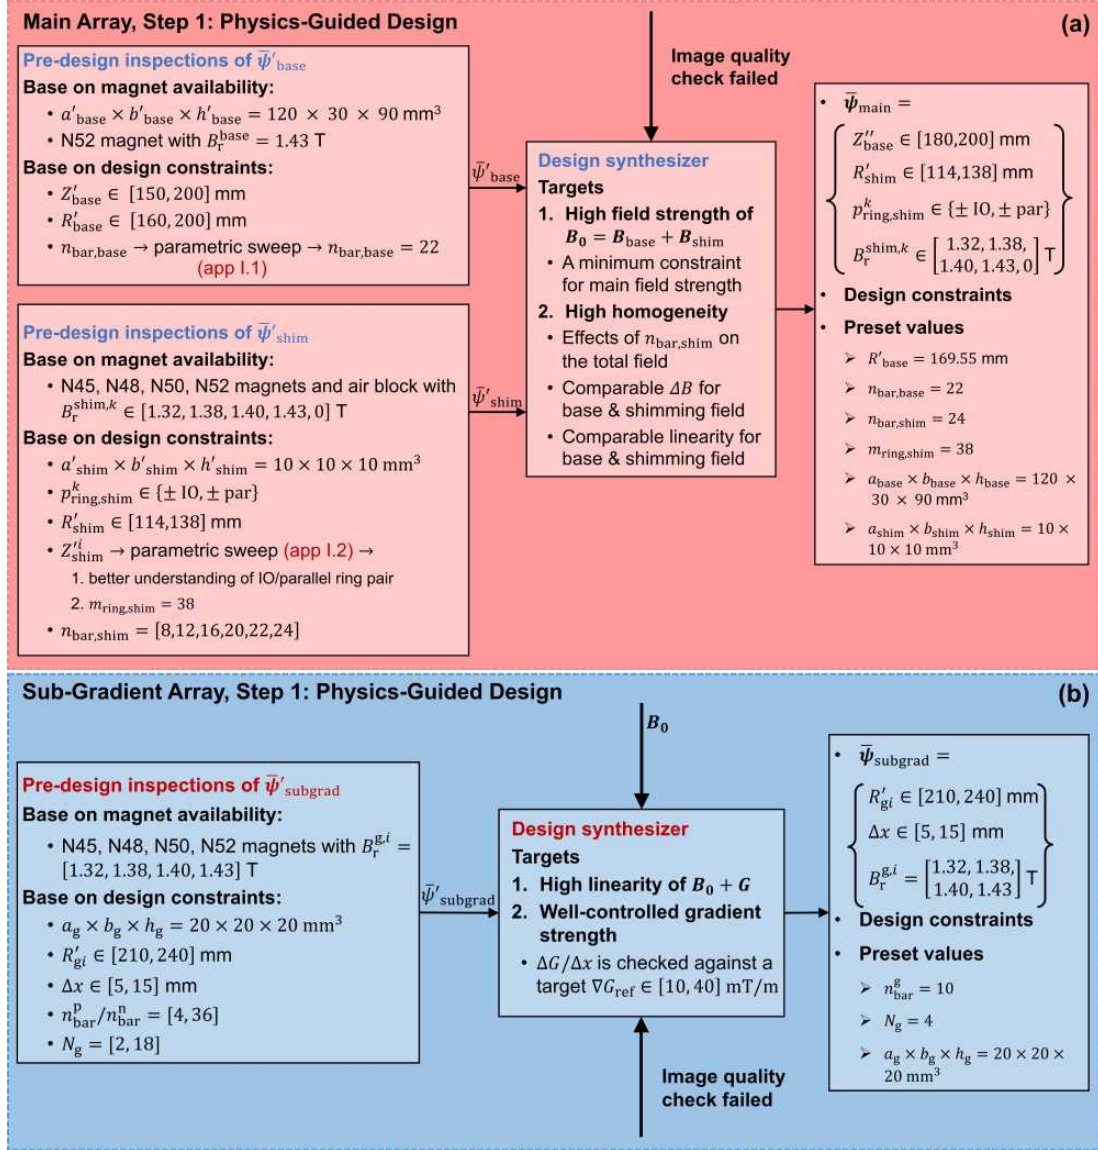 Main Array, Step 1: Physics-Guided Design
(a)
Pre-design inspections of ψ̄′base
Base on magnet availability:
• a′base × b′base × h′base = 120 × 30 × 90 mm³
• N52 magnet with Br^base = 1.43 T
Base on design constraints:
• Z′base ∈ [150, 200] mm
• R′base ∈ [160, 200] mm
• nbar,base → parametric sweep → nbar,base = 22
(app I.1)
ψ̄′base
Pre-design inspections of ψ̄′shim
Base on magnet availability:
• N45, N48, N50, N52 magnets and air block with
Br^shim,k ∈ [1.32, 1.38, 1.40, 1.43, 0] T
Base on design constraints:
• a′shim × b′shim × h′shim = 10 × 10 × 10 mm³
• p^k ring,shim ∈ {± IO, ± par}
• R′shim ∈ [114,138] mm
• Z′^i shim → parametric sweep (app I.2) →
1. better understanding of IO/parallel ring pair
2. mring,shim = 38
• nbar,shim = [8,12,16,20,22,24]
ψ̄′shim
Image quality
check failed
Design synthesizer
Targets
1. High field strength of
B0 = Bbase + Bshim
• A minimum constraint
for main field strength
2. High homogeneity
• Effects of nbar,shim on
the total field
• Comparable ΔB for
base & shimming field
• Comparable linearity for
base & shimming field
• ψ̄main =
Z″base ∈ [180,200] mm
R′shim ∈ [114,138] mm
p^k ring,shim ∈ {± IO, ± par}
Br^shim,k ∈ [1.32, 1.38,
1.40, 1.43, 0] T
• Design constraints
• Preset values
➢ R′base = 169.55 mm
➢ nbar,base = 22
➢ nbar,shim = 24
➢ mring,shim = 38
➢ abase × bbase × hbase = 120 ×
30 × 90 mm³
➢ ashim × bshim × hshim = 10 ×
10 × 10 mm³
Sub-Gradient Array, Step 1: Physics-Guided Design
(b)
Pre-design inspections of ψ̄′subgrad
Base on magnet availability:
• N45, N48, N50, N52 magnets with Br^g,i =
[1.32, 1.38, 1.40, 1.43] T
Base on design constraints:
• ag × bg × hg = 20 × 20 × 20 mm³
• R′gi ∈ [210, 240] mm
• Δx ∈ [5, 15] mm
• n^p bar/n^n bar = [4, 36]
• Ng = [2, 18]
ψ̄′subgrad
B0
Design synthesizer
Targets
1. High linearity of B0 + G
2. Well-controlled gradient
strength
• ΔG/Δx is checked against a
target ∇Gref ∈ [10, 40] mT/m
Image quality
check failed
• ψ̄subgrad =
R′gi ∈ [210, 240] mm
Δx ∈ [5, 15] mm
Br^g,i = [1.32, 1.38,
1.40, 1.43] T
• Design constraints
• Preset values
➢ n^g bar = 10
➢ Ng = 4
➢ ag × bg × hg = 20 × 20 ×
20 mm³